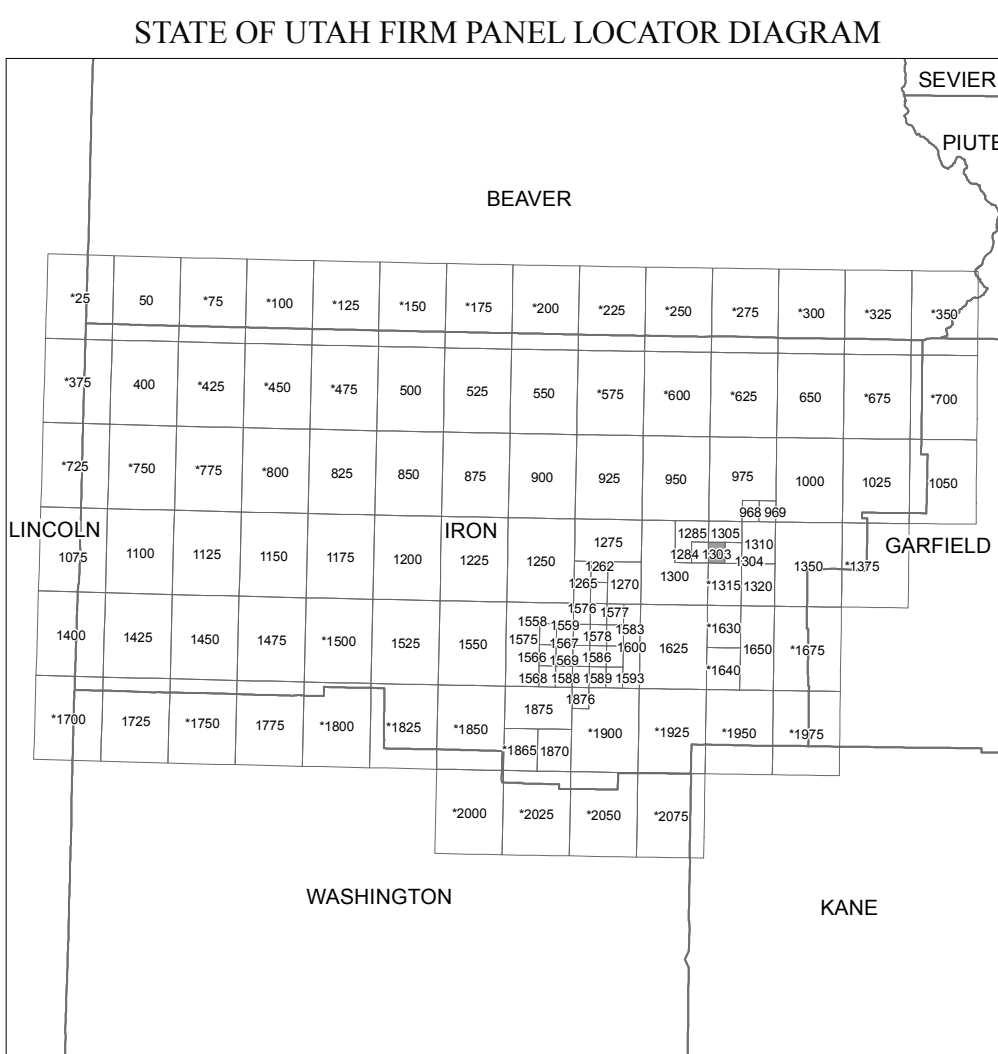 STATE OF UTAH FIRM PANEL LOCATOR DIAGRAM
SEVIER
PIUTE
BEAVER
*25 50 *75 *100 *125 *150 *175 *200 *225 *250 *275 *300 *325 *350
*375 400 *425 *450 *475 500 525 550 *575 *600 *625 650 *675 *700
*725 *750 *775 *800 825 850 875 900 925 950 975 1000 1025 1050
968 969
LINCOLN IRON GARFIELD
1285 1305
1275 1310
1075 1100 1125 1150 1175 1200 1225 1250 1284 1303 1304 1350 *1375
1262 1300
1265 1270 *1315 1320
1576 1577
1558 1559 1583 *1630
1400 1425 1450 1475 *1500 1525 1550 1575 1567 1578 1600 1625 1650 *1675
1566 1569 1586 *1640
1568 1588 1589 1593
1876
*1700 1725 *1750 1775 *1800 *1825 *1850 1875 *1900 *1925 *1950 *1975
*1865 1870
*2000 *2025 *2050 *2075
WASHINGTON KANE